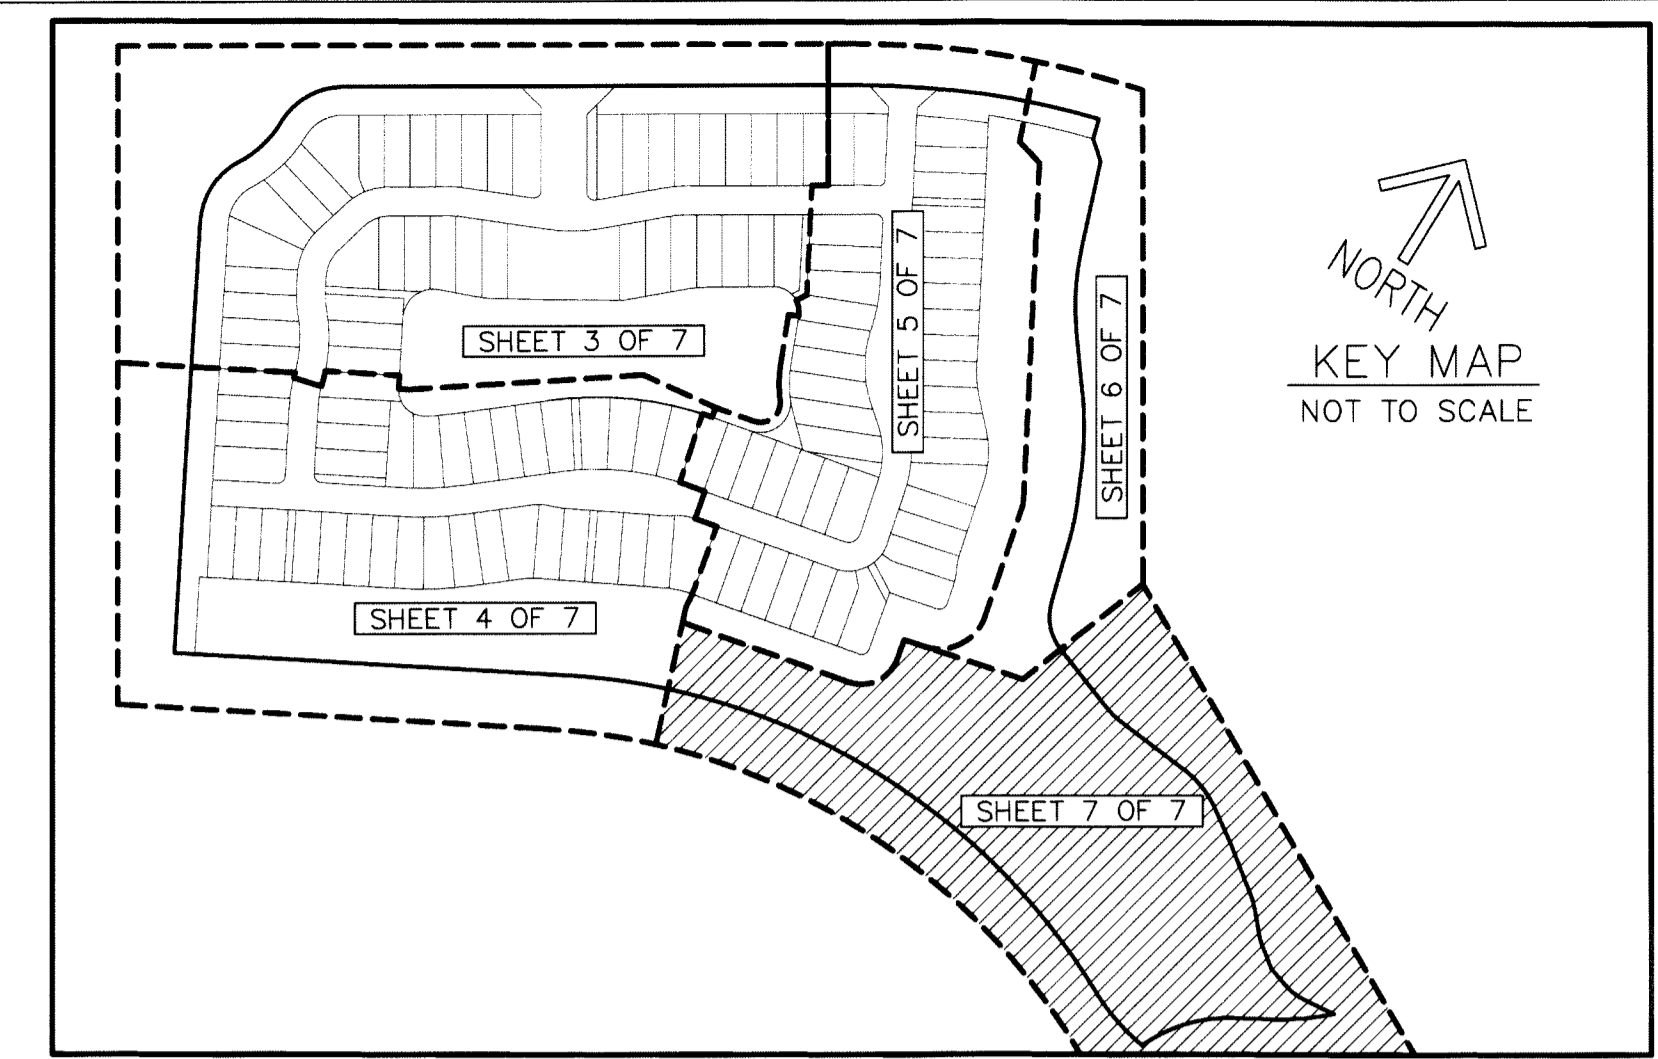 NORTH
KEY MAP
NOT TO SCALE
SHEET 3 OF 7
SHEET 5 OF 7
SHEET 6 OF 7
SHEET 4 OF 7
SHEET 7 OF 7